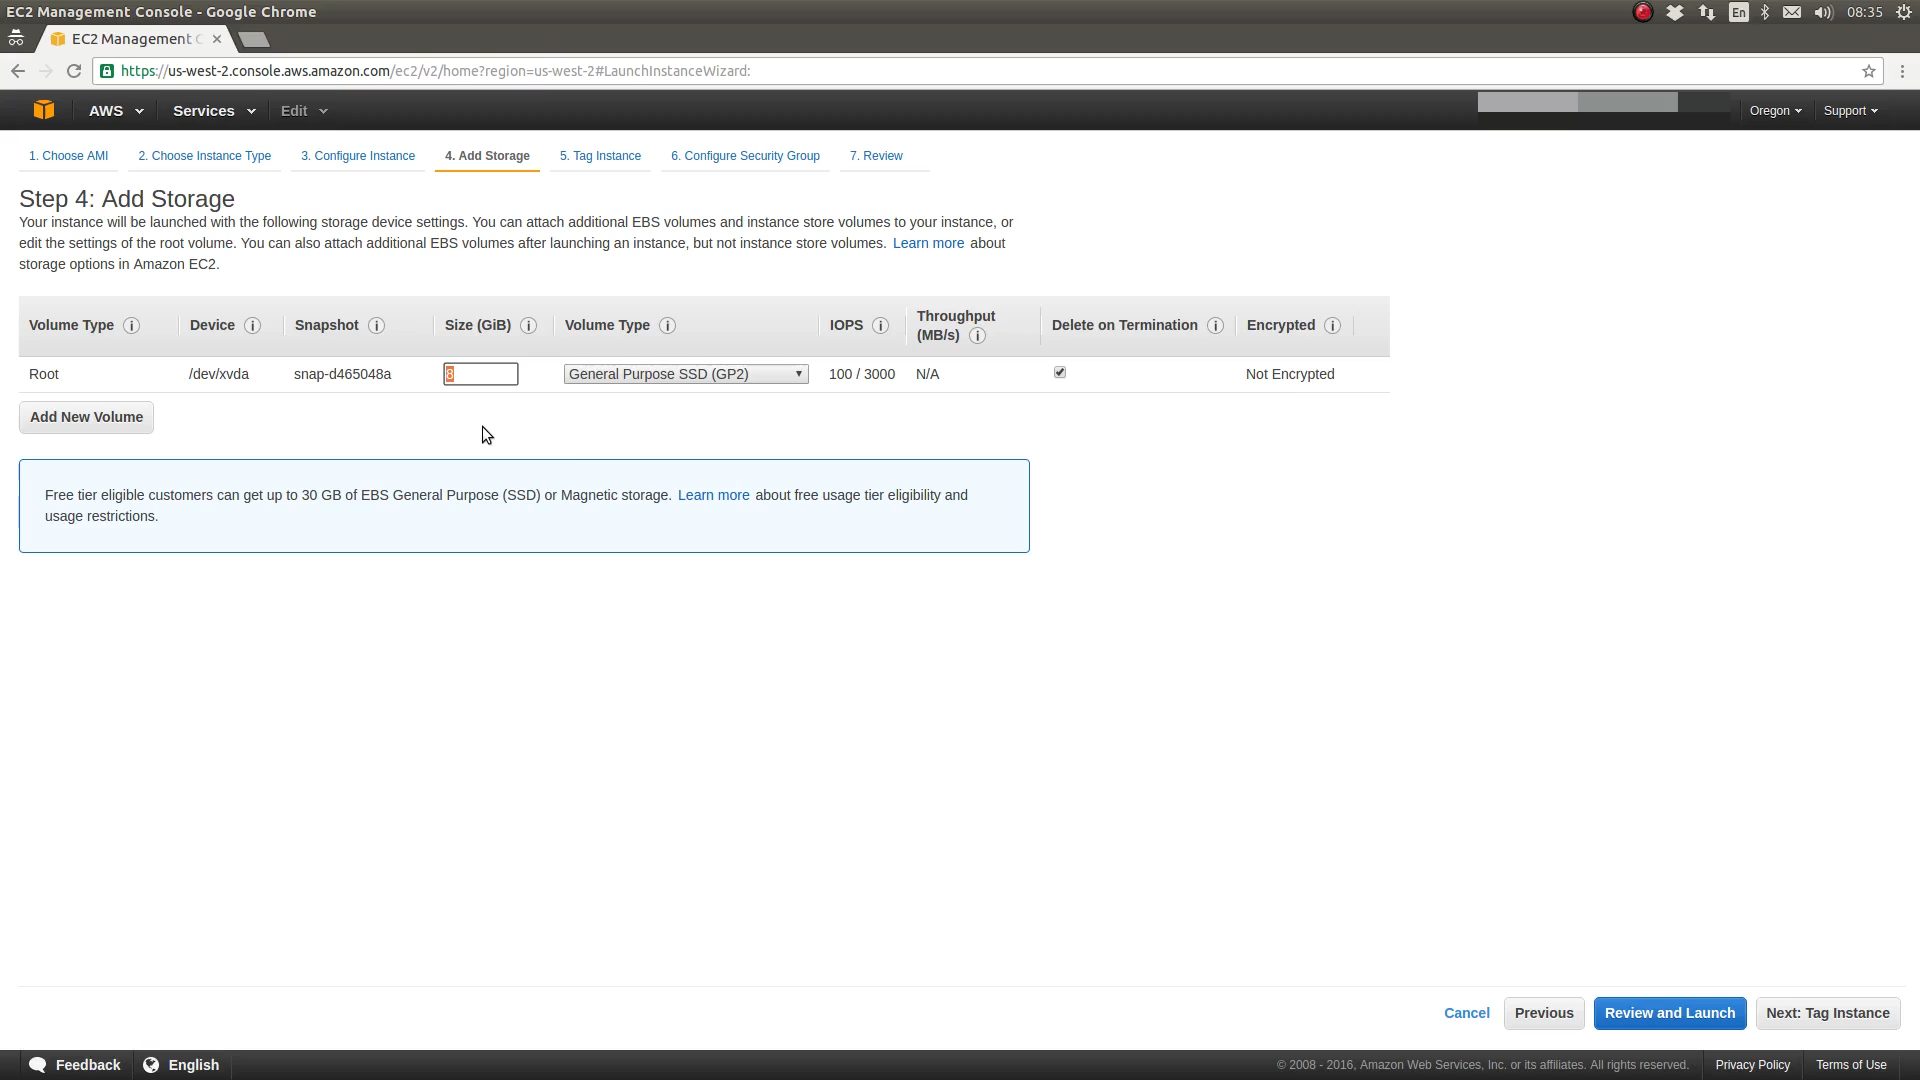 EC2 Management Console - Google Chrome
En
08:35
EC2 Management C
https://us-west-2.console.aws.amazon.com/ec2/v2/home?region=us-west-2#LaunchInstanceWizard:
AWS Services Edit Oregon Support
1. Choose AMI 2. Choose Instance Type 3. Configure Instance 4. Add Storage 5. Tag Instance 6. Configure Security Group 7. Review
Step 4: Add Storage
Your instance will be launched with the following storage device settings. You can attach additional EBS volumes and instance store volumes to your instance, or
edit the settings of the root volume. You can also attach additional EBS volumes after launching an instance, but not instance store volumes. Learn more about
storage options in Amazon EC2.
Volume Type i Device i Snapshot i Size (GiB) i Volume Type i IOPS i Throughput (MB/s) i Delete on Termination i Encrypted i
Root /dev/xvda snap-d465048a 8 General Purpose SSD (GP2) 100 / 3000 N/A Not Encrypted
Add New Volume
Free tier eligible customers can get up to 30 GB of EBS General Purpose (SSD) or Magnetic storage. Learn more about free usage tier eligibility and
usage restrictions.
Cancel Previous Review and Launch Next: Tag Instance
Feedback English © 2008 - 2016, Amazon Web Services, Inc. or its affiliates. All rights reserved. Privacy Policy Terms of Use